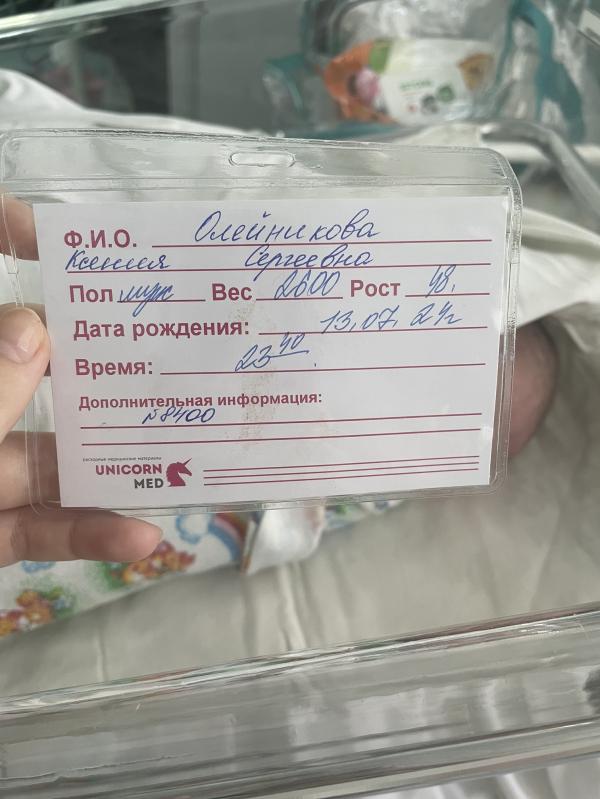 Ф.И.О. Олейникова
Ксения Сергеевна
Пол муж Вес 2600 Рост 48.
Дата рождения: 13.07.24г
Время: 23 40
Дополнительная информация:
№8400
расходные медицинские материалы
UNICORN
MED